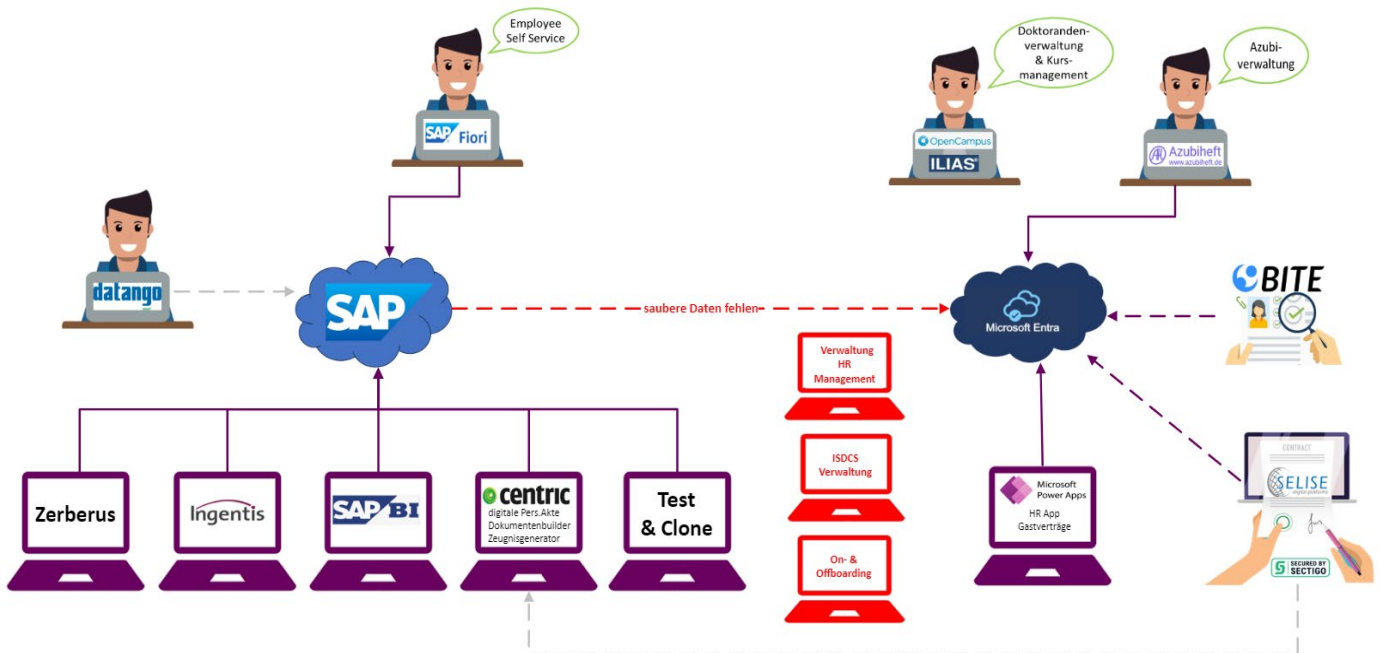 Employee
Self Service
SAP Fiori
Doktoranden-
verwaltung
& Kurs-
management
OpenCampus
ILIAS
Azubi-
verwaltung
Azubiheft
www.azubiheft.de
datango
SAP
saubere Daten fehlen
Microsoft Entra
BITE
Verwaltung
HR
Management
ISDCS
Verwaltung
On- &
Offboarding
Zerberus
Ingentis
SAP BI
centric
digitale Pers.Akte
Dokumentenbuilder
Zeugnisgenerator
Test
& Clone
Microsoft
Power Apps
HR App
Gastverträge
CONTRACT
SELISE
digital platforms
SECURED BY
SECTIGO